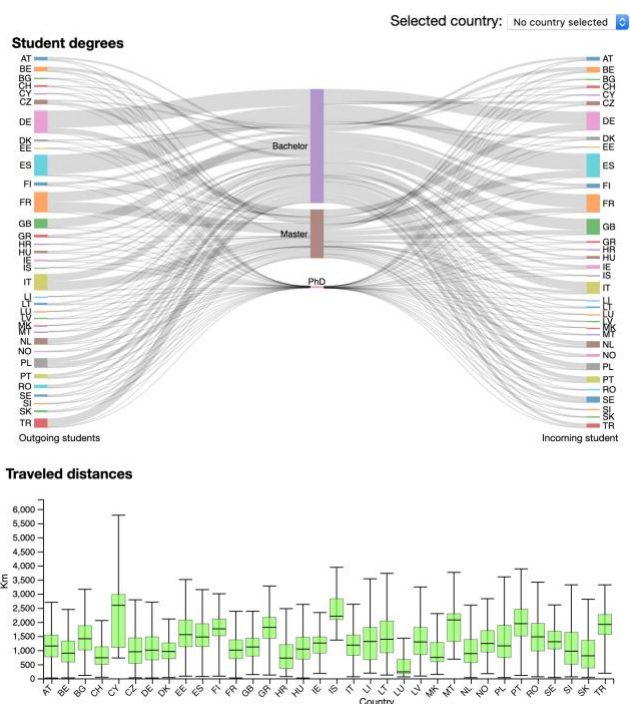 Selected country: No country selected
Student degrees
AT
BE
BG
CH
CY
CZ
DE
DK
EE
ES
FI
FR
GB
GR
HR
HU
IE
IS
IT
LI
LT
LU
LV
MK
MT
NL
NO
PL
PT
RO
SE
SI
SK
TR
Outgoing students
Bachelor
Master
PhD
AT
BE
BG
CH
CY
CZ
DE
DK
EE
ES
FI
FR
GB
GR
HR
HU
IE
IS
IT
LI
LT
LU
LV
MK
MT
NL
NO
PL
PT
RO
SE
SI
SK
TR
Incoming student
Traveled distances
Km
6,000
5,500
5,000
4,500
4,000
3,500
3,000
2,500
2,000
1,500
1,000
500
0
AT BE BG CH CY CZ DE DK EE ES FI FR GB GR HR HU IE IS IT LI LT LU LV MK MT NL NO PL PT RO SE SI SK TR
Country